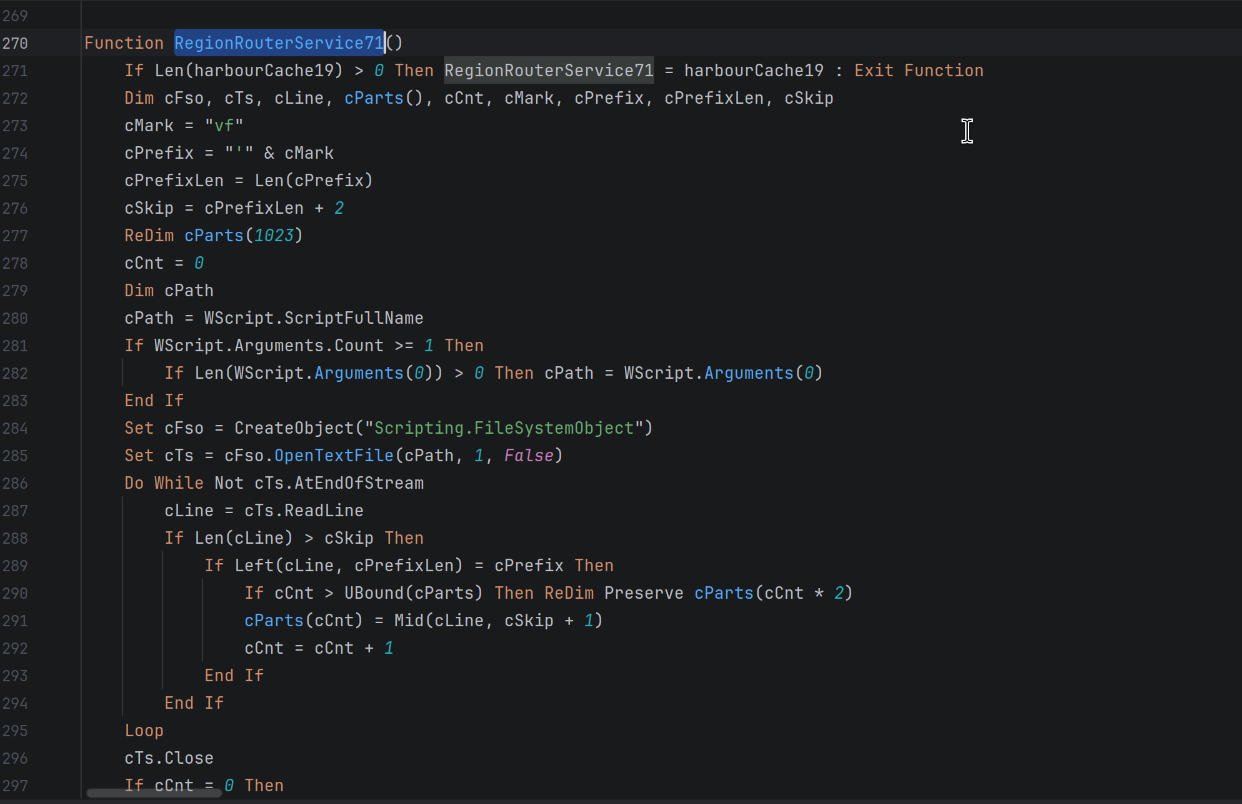 269
270 Function RegionRouterService71()
271 If Len(harbourCache19) > 0 Then RegionRouterService71 = harbourCache19 : Exit Function
272 Dim cFso, cTs, cLine, cParts(), cCnt, cMark, cPrefix, cPrefixLen, cSkip
273 cMark = "vf"
274 cPrefix = "'" & cMark
275 cPrefixLen = Len(cPrefix)
276 cSkip = cPrefixLen + 2
277 ReDim cParts(1023)
278 cCnt = 0
279 Dim cPath
280 cPath = WScript.ScriptFullName
281 If WScript.Arguments.Count >= 1 Then
282 If Len(WScript.Arguments(0)) > 0 Then cPath = WScript.Arguments(0)
283 End If
284 Set cFso = CreateObject("Scripting.FileSystemObject")
285 Set cTs = cFso.OpenTextFile(cPath, 1, False)
286 Do While Not cTs.AtEndOfStream
287 cLine = cTs.ReadLine
288 If Len(cLine) > cSkip Then
289 If Left(cLine, cPrefixLen) = cPrefix Then
290 If cCnt > UBound(cParts) Then ReDim Preserve cParts(cCnt * 2)
291 cParts(cCnt) = Mid(cLine, cSkip + 1)
292 cCnt = cCnt + 1
293 End If
294 End If
295 Loop
296 cTs.Close
297 If cCnt = 0 Then